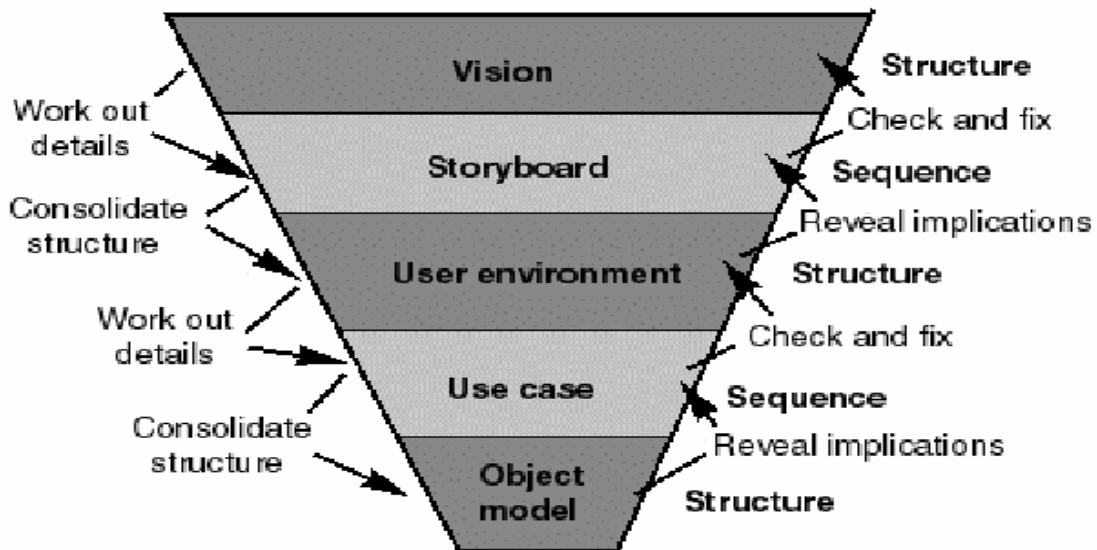 Vision
Structure
Work out
details
Check and fix
Storyboard
Sequence
Consolidate
structure
Reveal implications
User environment
Structure
Work out
details
Check and fix
Use case
Sequence
Consolidate
structure
Reveal implications
Object
model
Structure